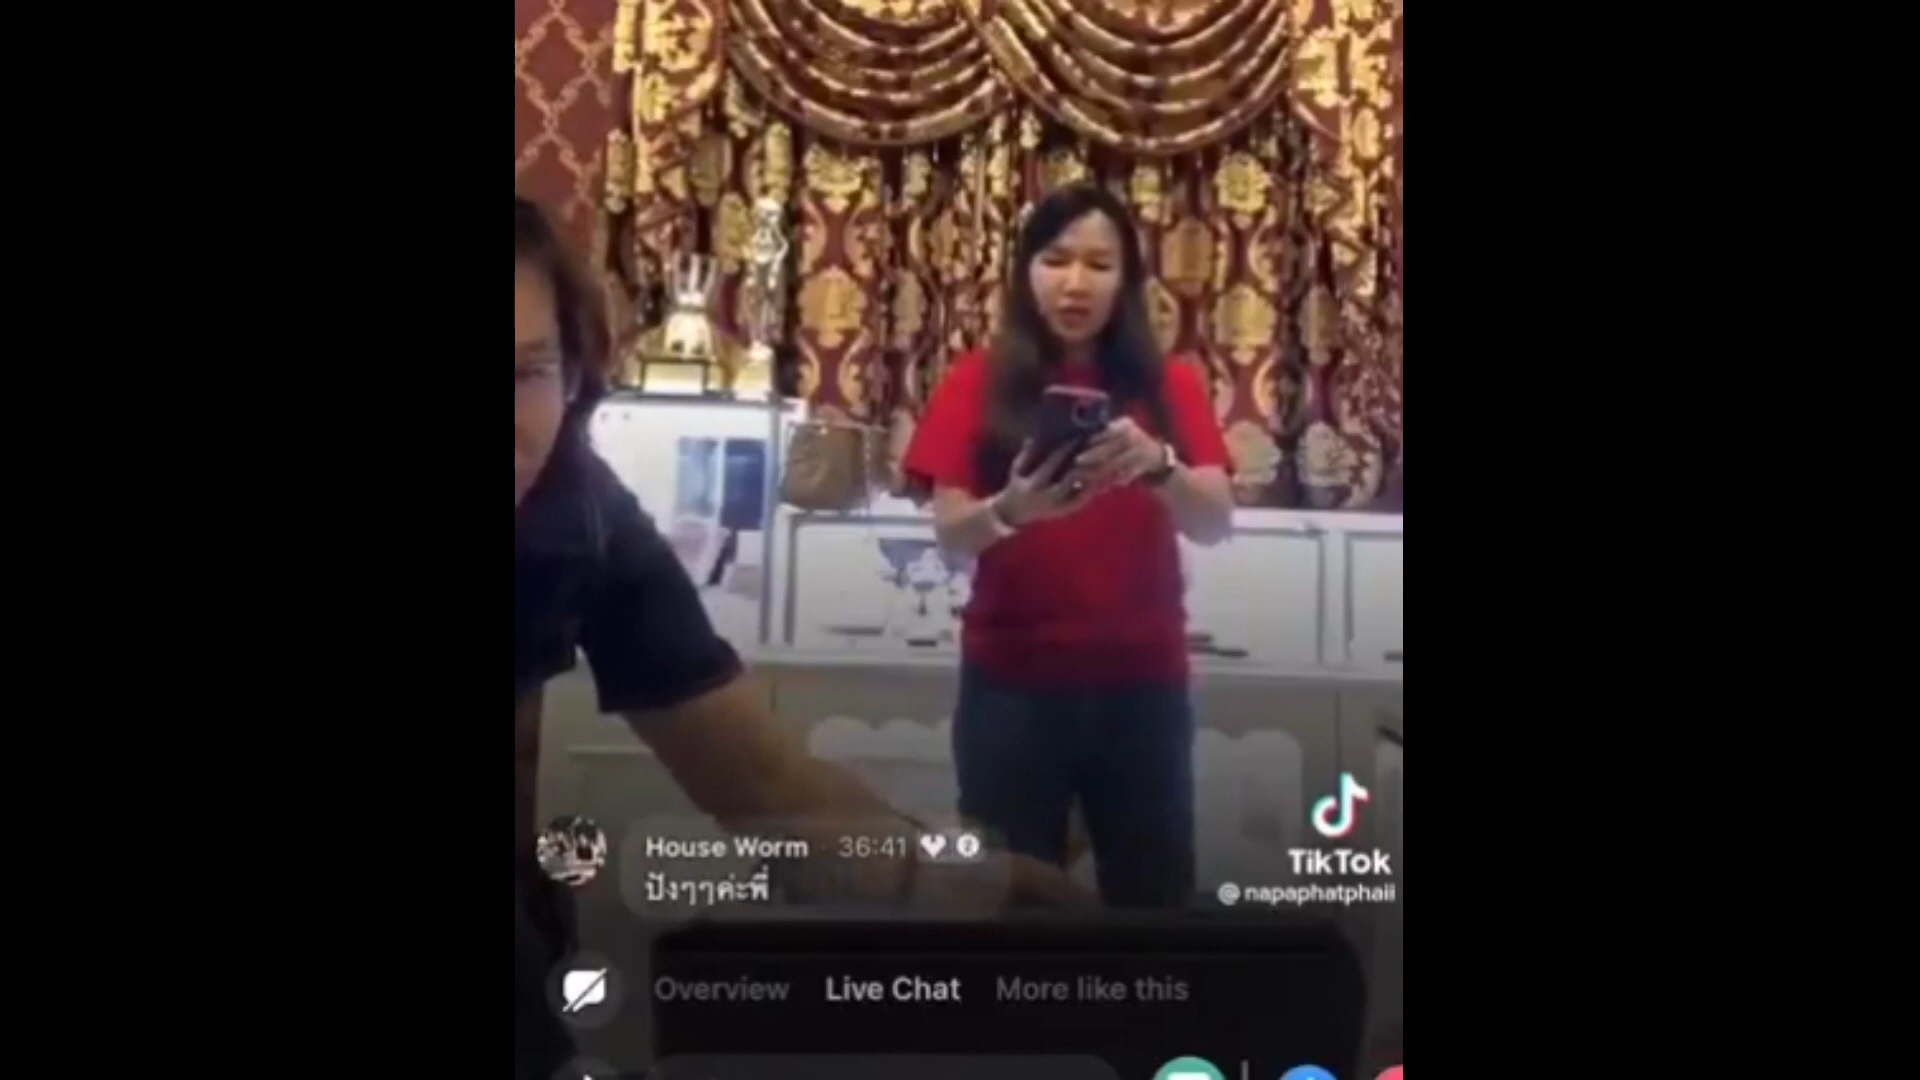 House Worm · 36:41
ปังๆๆค่ะพี่
TikTok
@napaphatphaii
Overview Live Chat More like this